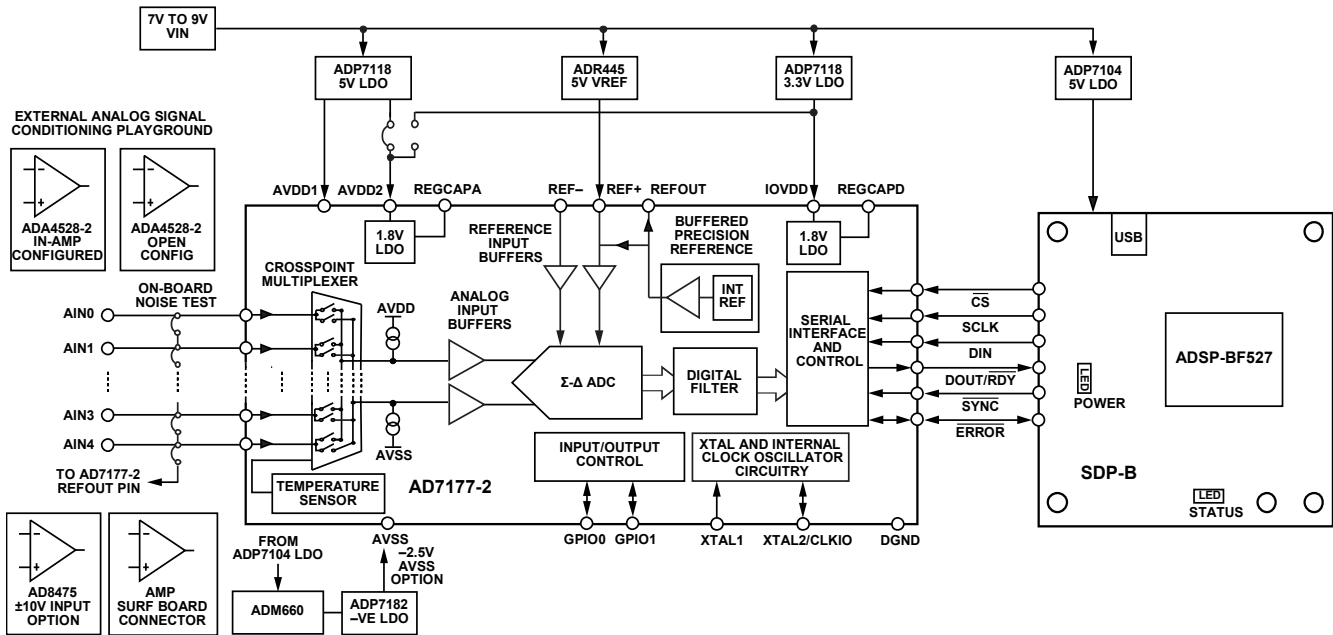 7V TO 9V
VIN
ADP7118
5V LDO
ADR445
5V VREF
ADP7118
3.3V LDO
ADP7104
5V LDO
EXTERNAL ANALOG SIGNAL
CONDITIONING PLAYGROUND
ADA4528-2
IN-AMP
CONFIGURED
ADA4528-2
OPEN
CONFIG
AVDD1
AVDD2
REGCAPA
REF–
REF+
REFOUT
IOVDD
REGCAPD
1.8V
LDO
REFERENCE
INPUT
BUFFERS
BUFFERED
PRECISION
REFERENCE
1.8V
LDO
INT
REF
USB
ON-BOARD
NOISE TEST
CROSSPOINT
MULTIPLEXER
AVDD
ANALOG
INPUT
BUFFERS
AIN0
AIN1
AIN3
AIN4
TO AD7177-2
REFOUT PIN
Σ-Δ ADC
DIGITAL
FILTER
SERIAL
INTERFACE
AND
CONTROL
CS
SCLK
DIN
DOUT/RDY
SYNC
ERROR
ADSP-BF527
LED
POWER
SDP-B
LED
STATUS
AVSS
TEMPERATURE
SENSOR
AD7177-2
INPUT/OUTPUT
CONTROL
XTAL AND INTERNAL
CLOCK OSCILLATOR
CIRCUITRY
AVSS
GPIO0
GPIO1
XTAL1
XTAL2/CLKIO
DGND
AD8475
±10V INPUT
OPTION
AMP
SURF BOARD
CONNECTOR
FROM
ADP7104 LDO
–2.5V
AVSS
OPTION
ADM660
ADP7182
–VE LDO